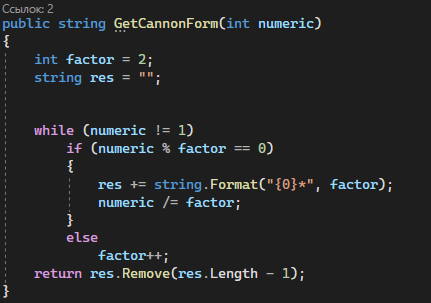 Ссылок: 2
public string GetCannonForm(int numeric)
{
    int factor = 2;
    string res = "";
    while (numeric != 1)
        if (numeric % factor == 0)
        {
            res += string.Format("{0}*", factor);
            numeric /= factor;
        }
        else
            factor++;
    return res.Remove(res.Length - 1);
}